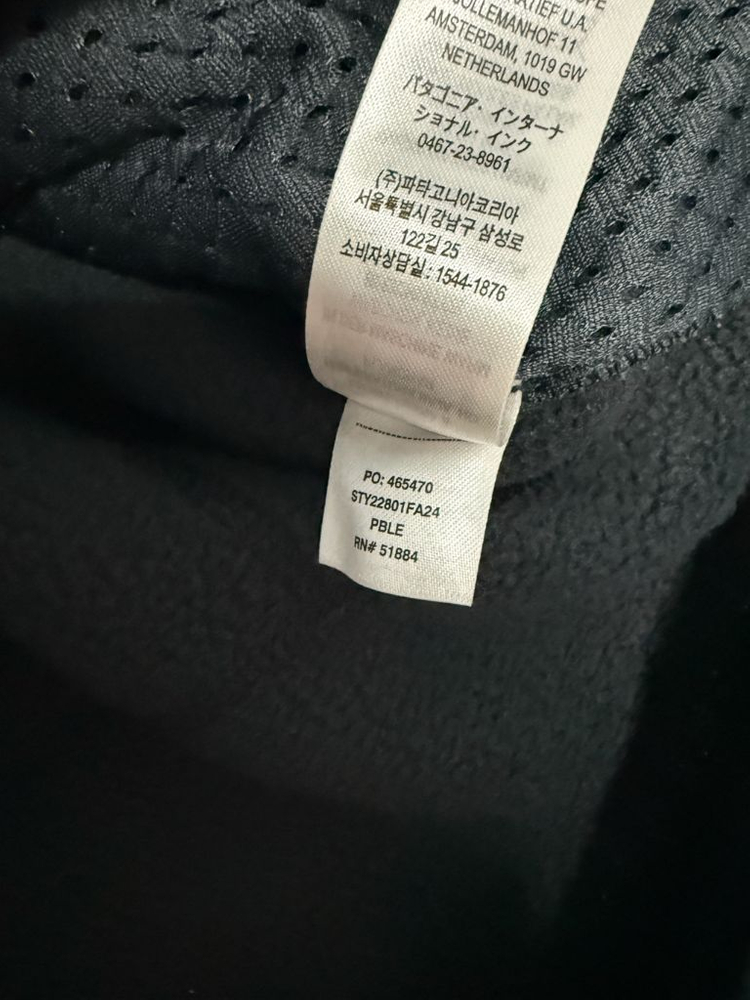 JOLLEMANHOF 11
AMSTERDAM, 1019 GW
NETHERLANDS
パタゴニア・インターナ
ショナル・インク
0467-23-8961
(주)파타고니아코리아
서울특별시 강남구 삼성로
122길 25
소비자상담실 : 1544-1876
PO: 465470
STY22801FA24
PBLE
RN# 51884